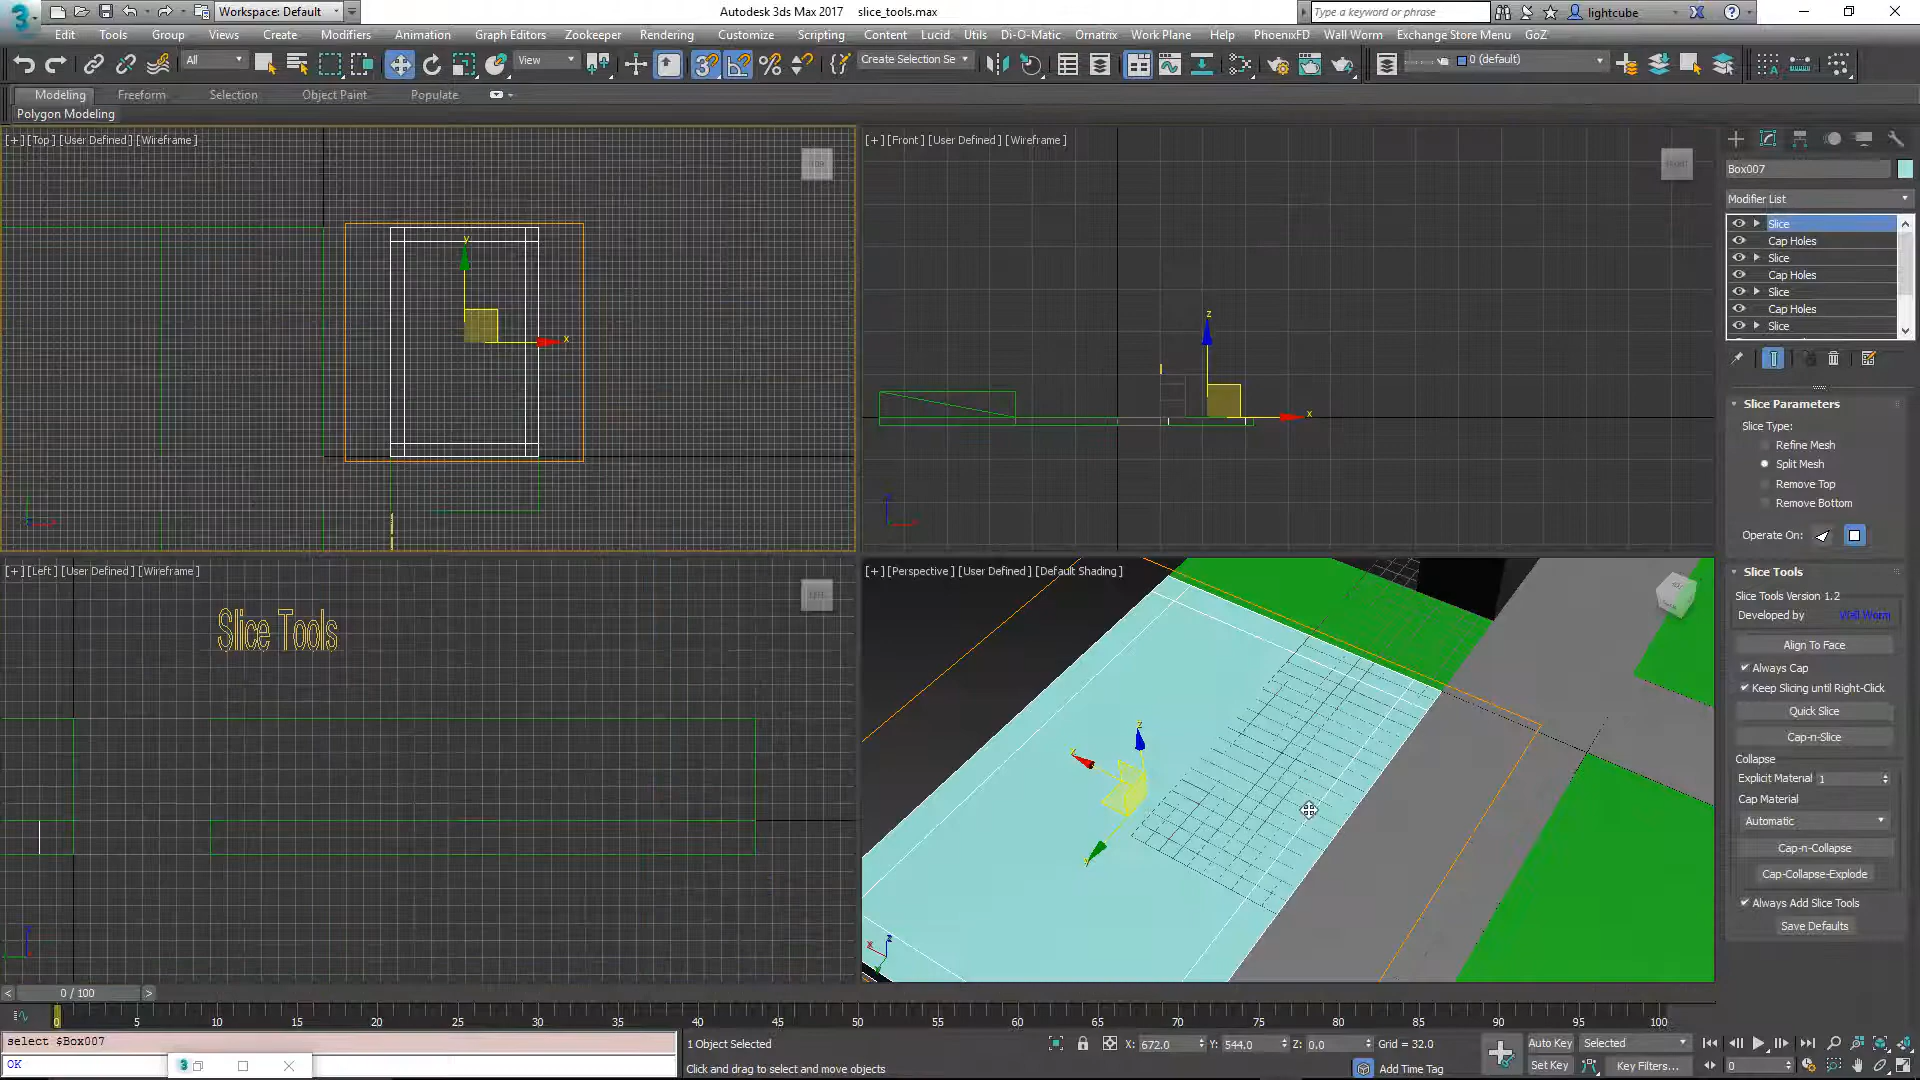 Workspace: Default
Autodesk 3ds Max 2017 slice_tools.max
Type a keyword or phrase
lightcube
Edit Tools Group Views Create Modifiers Animation Graph Editors Zookeeper Rendering Customize Scripting Content Lucid Utils Di-O-Matic Ornatrix Work Plane Help PhoenixFD Wall Worm Exchange Store Menu GoZ
All
View
Create Selection Se
0 (default)
Modeling Freeform Selection Object Paint Populate
Polygon Modeling
[+] [Top] [User Defined] [Wireframe]
[+] [Front] [User Defined] [Wireframe]
[+] [Left] [User Defined] [Wireframe]
[+] [Perspective] [User Defined] [Default Shading]
Slice Tools
Box007
Modifier List
Slice
Cap Holes
Slice
Cap Holes
Slice
Cap Holes
Slice
Slice Parameters
Slice Type:
Refine Mesh
Split Mesh
Remove Top
Remove Bottom
Operate On:
Slice Tools
Slice Tools Version 1.2
Developed by Wall Worm
Align To Face
Always Cap
Keep Slicing until Right-Click
Quick Slice
Cap-n-Slice
Collapse
Explicit Material 1
Cap Material
Automatic
Cap-n-Collapse
Cap-Collapse-Explode
Always Add Slice Tools
Save Defaults
0 / 100
0 5 10 15 20 25 30 35 40 45 50 55 60 65 70 75 80 85 90 95 100
select $Box007
OK
1 Object Selected
Click and drag to select and move objects
X: 672.0 Y: 544.0 Z: 0.0 Grid = 32.0
Add Time Tag
Auto Key Selected
Set Key Key Filters...
0